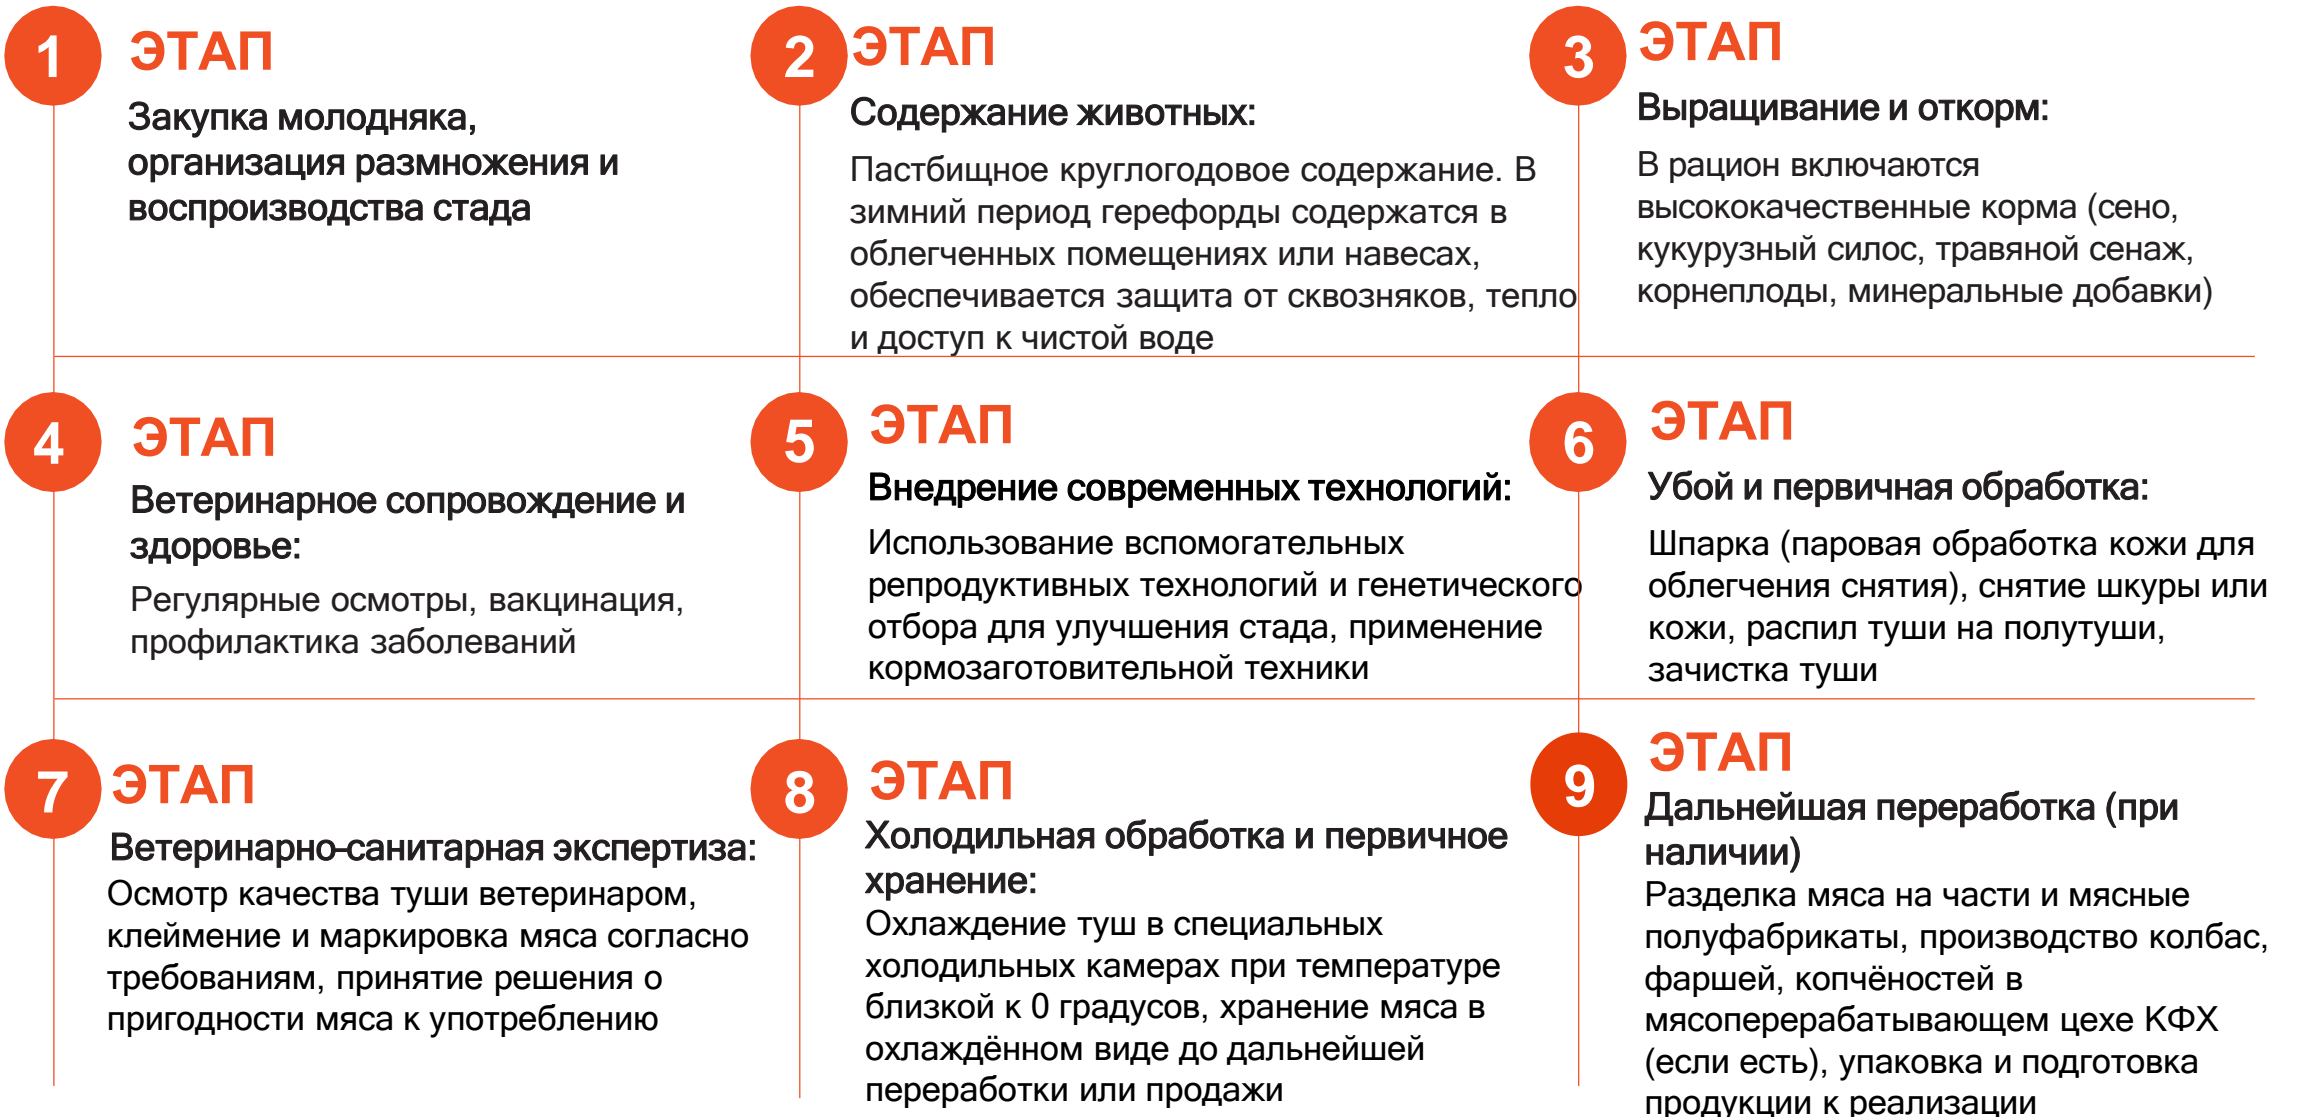 1
ЭТАП
Закупка молодняка,
организация размножения и
воспроизводства стада
2
ЭТАП
Содержание животных:
Пастбищное круглогодовое содержание. В
зимний период герефорды содержатся в
облегченных помещениях или навесах,
обеспечивается защита от сквозняков, тепло
и доступ к чистой воде
3
ЭТАП
Выращивание и откорм:
В рацион включаются
высококачественные корма (сено,
кукурузный силос, травяной сенаж,
корнеплоды, минеральные добавки)
4
ЭТАП
Ветеринарное сопровождение и
здоровье:
Регулярные осмотры, вакцинация,
профилактика заболеваний
5
ЭТАП
Внедрение современных технологий:
Использование вспомогательных
репродуктивных технологий и генетического
отбора для улучшения стада, применение
кормозаготовительной техники
6
ЭТАП
Убой и первичная обработка:
Шпарка (паровая обработка кожи для
облегчения снятия), снятие шкуры или
кожи, распил туши на полутуши,
зачистка туши
7
ЭТАП
Ветеринарно-санитарная экспертиза:
Осмотр качества туши ветеринаром,
клеймение и маркировка мяса согласно
требованиям, принятие решения о
пригодности мяса к употреблению
8
ЭТАП
Холодильная обработка и первичное
хранение:
Охлаждение туш в специальных
холодильных камерах при температуре
близкой к 0 градусов, хранение мяса в
охлаждённом виде до дальнейшей
переработки или продажи
9
ЭТАП
Дальнейшая переработка (при
наличии)
Разделка мяса на части и мясные
полуфабрикаты, производство колбас,
фаршей, копчёностей в
мясоперерабатывающем цехе КФХ
(если есть), упаковка и подготовка
продукции к реализации